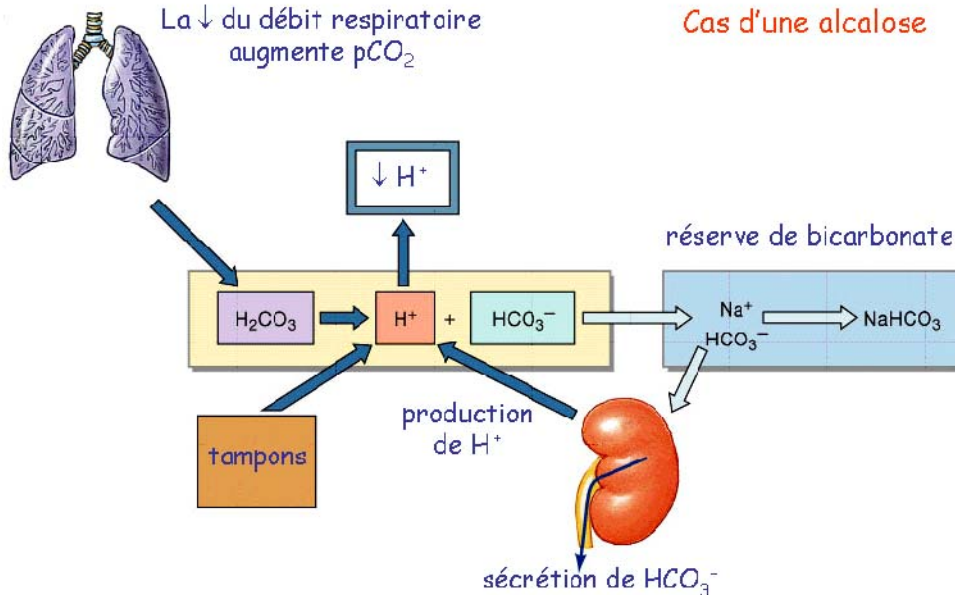 La ↓ du débit respiratoire
augmente pCO₂
Cas d'une alcalose
↓ H⁺
réserve de bicarbonate
H₂CO₃
H⁺
+
HCO₃⁻
Na⁺
HCO₃⁻
NaHCO₃
tampons
production
de H⁺
sécrétion de HCO₃⁻